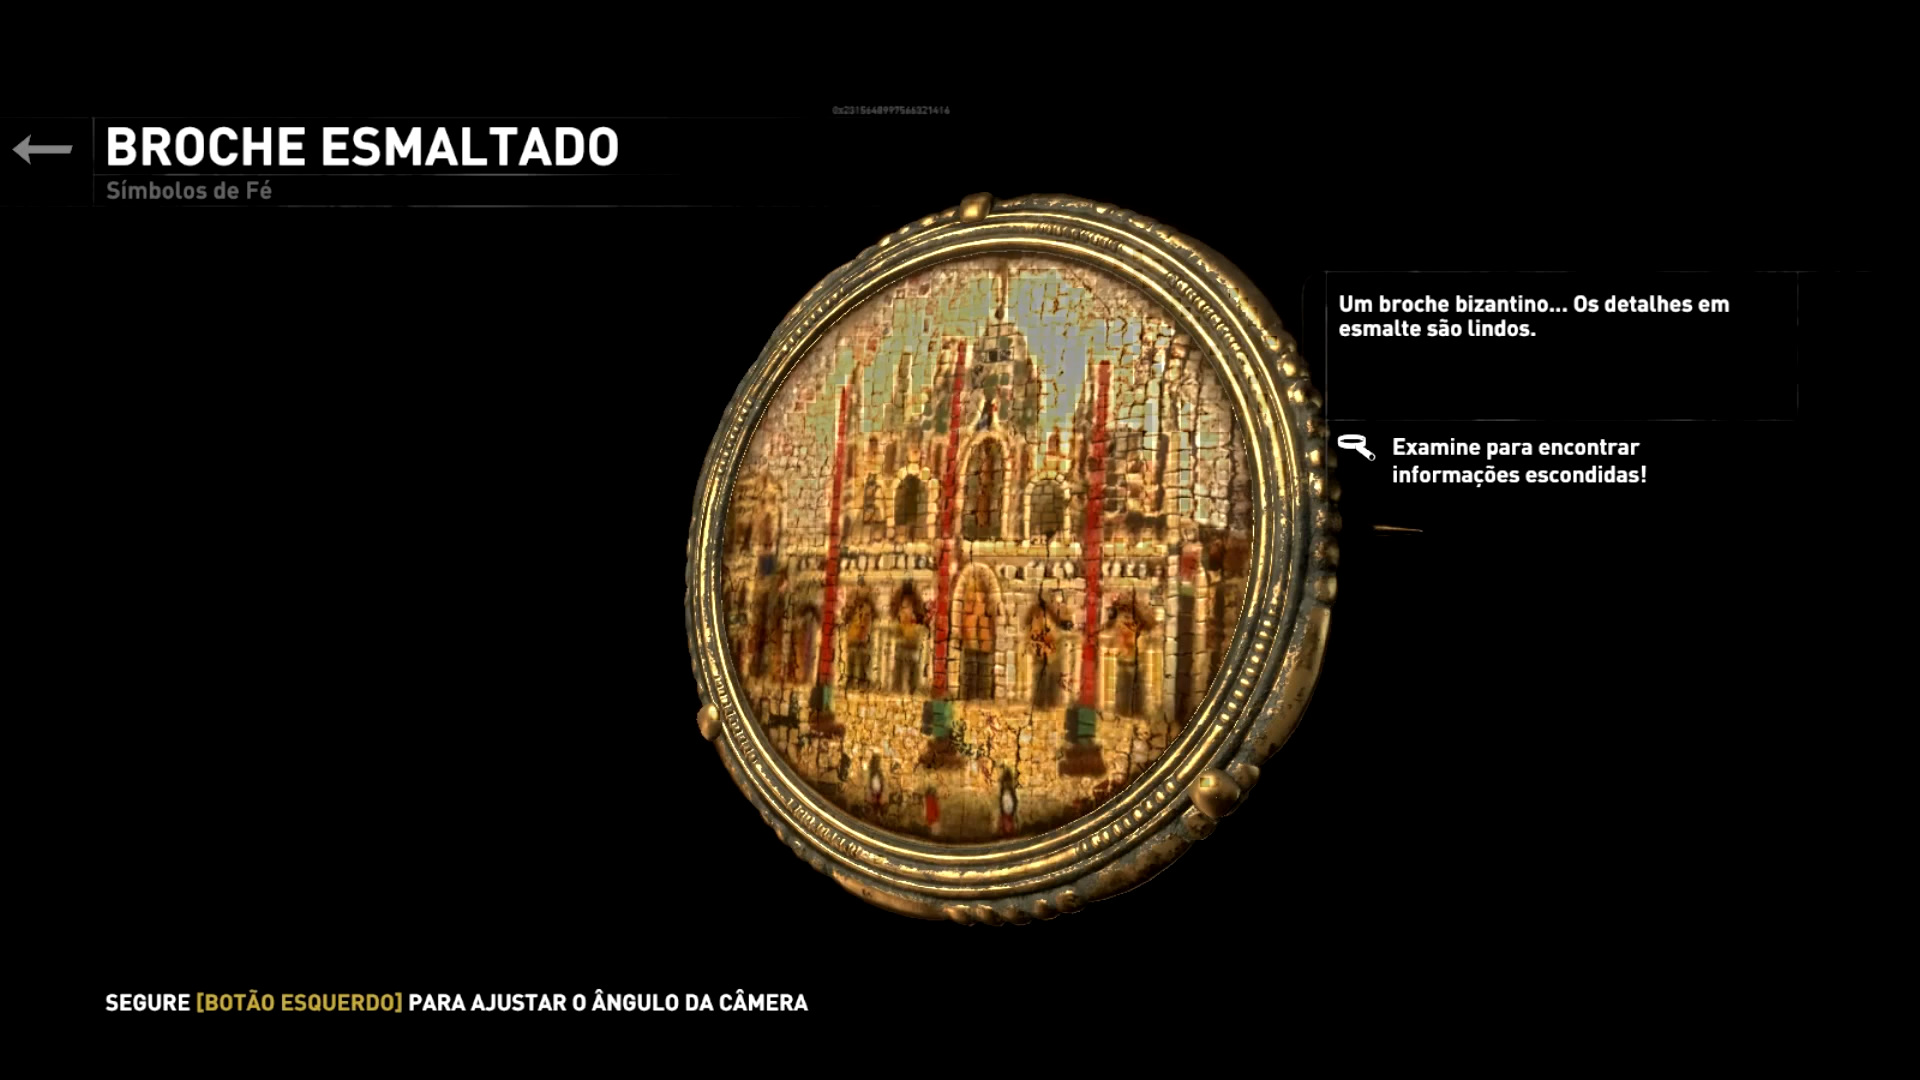 0x2315648997566321416
BROCHE ESMALTADO
Símbolos de Fé
Um broche bizantino... Os detalhes em
esmalte são lindos.
Examine para encontrar
informações escondidas!
SEGURE [BOTÃO ESQUERDO] PARA AJUSTAR O ÂNGULO DA CÂMERA